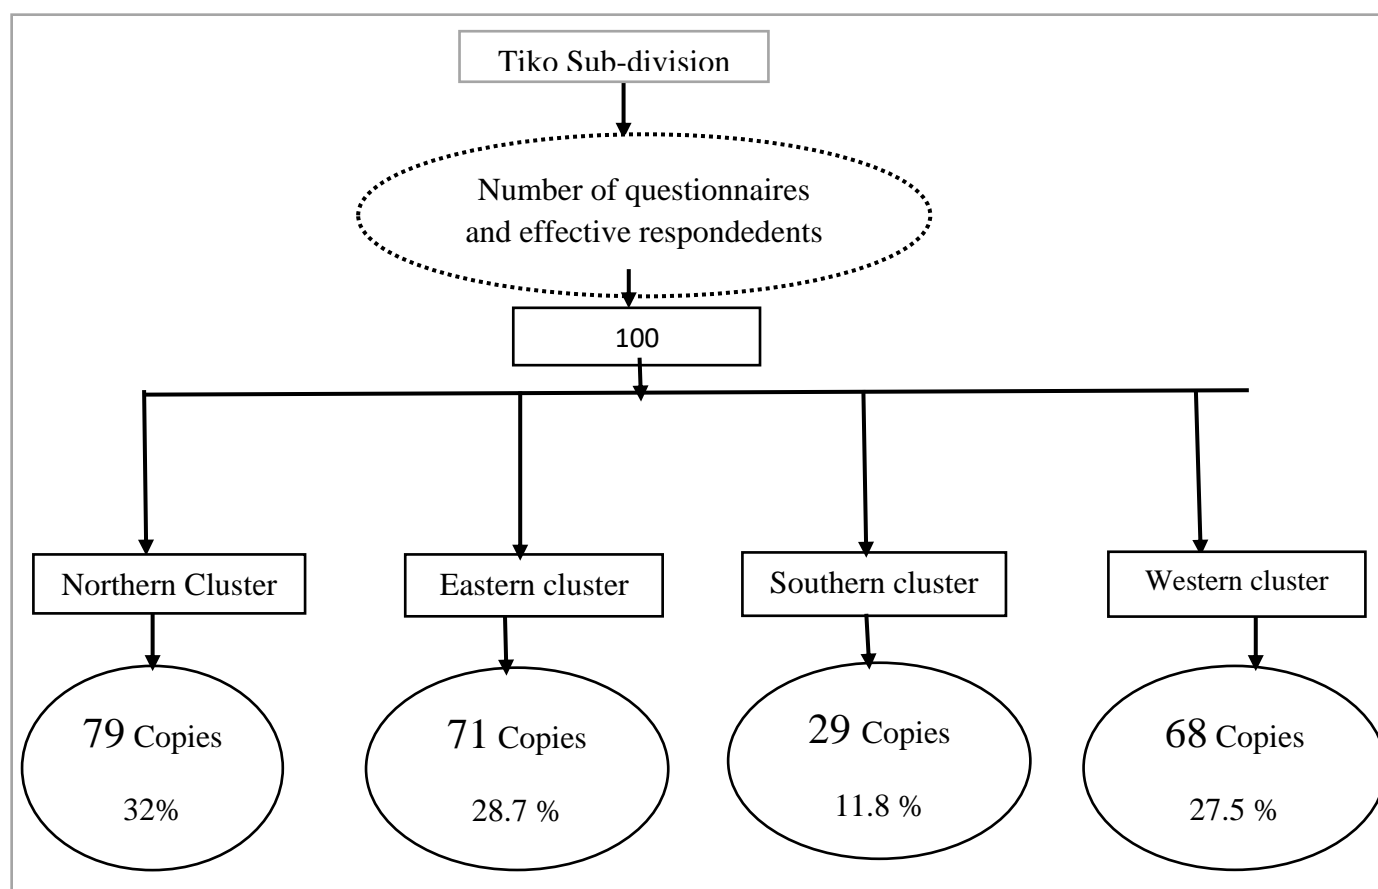 Tiko Sub-division
Number of questionnaires
and effective respondedents
100
Northern Cluster
Eastern cluster
Southern cluster
Western cluster
79 Copies
32%
71 Copies
28.7 %
29 Copies
11.8 %
68 Copies
27.5 %